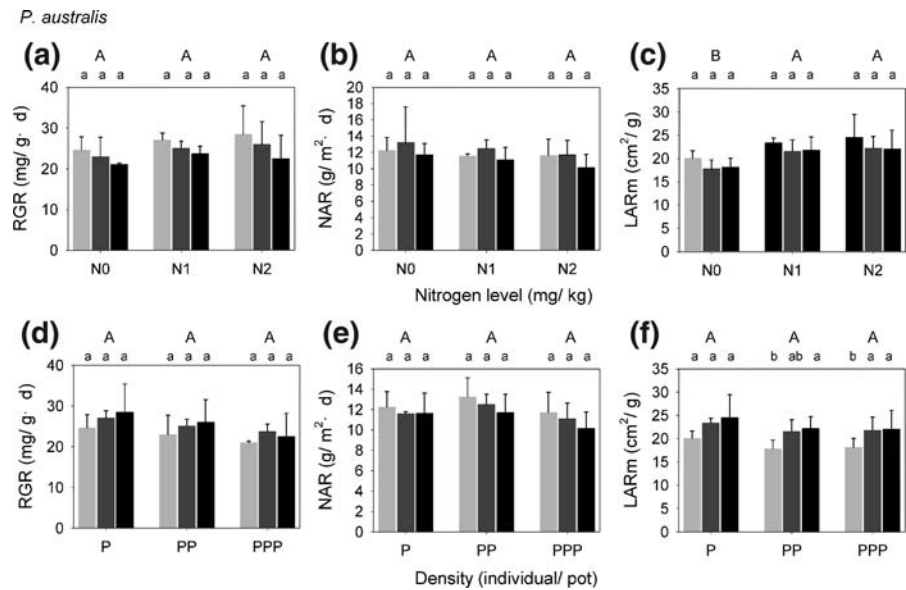 P. australis
(a) (b) (c)
A A A A A A B A A
a a a a a a a a a a a a a a a a a a a a a a a a a a a
RGR (mg/ g· d)
40
30
20
10
0
N0 N1 N2
NAR (g/ m²· d)
20
18
16
14
12
10
8
6
4
2
0
N0 N1 N2
LARm (cm²/ g)
35
30
25
20
15
10
5
0
N0 N1 N2
Nitrogen level (mg/ kg)
(d) (e) (f)
A A A A A A A A A
a a a a a a a a a a a a a a a a a a a a a b ab a b a a
RGR (mg/ g· d)
40
30
20
10
0
P PP PPP
NAR (g/ m²· d)
16
14
12
10
8
6
4
2
0
P PP PPP
LARm (cm²/ g)
35
30
25
20
15
10
5
0
P PP PPP
Density (individual/ pot)